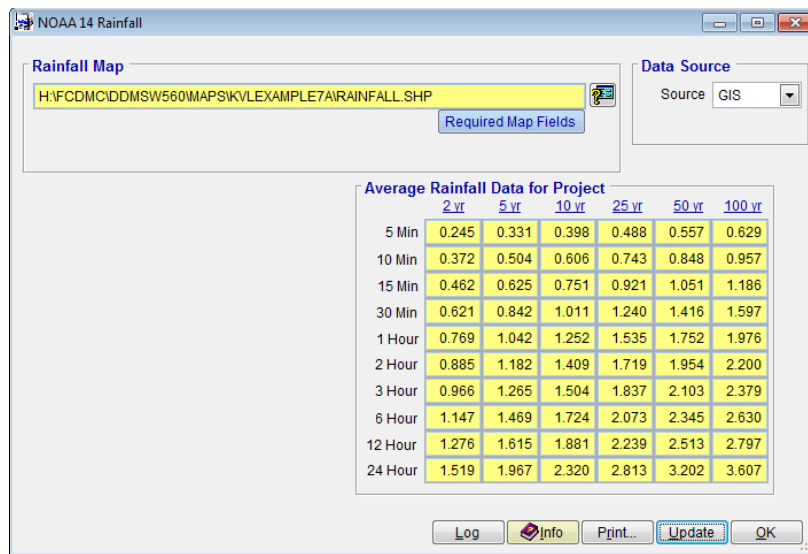 NOAA 14 Rainfall
Rainfall Map
H:\FCDMC\DDMSW560\MAPS\KVLEXAMPLE7A\RAINFALL.SHP
Required Map Fields
Data Source
Source GIS
Average Rainfall Data for Project
2 yr 5 yr 10 yr 25 yr 50 yr 100 yr
5 Min 0.245 0.331 0.398 0.488 0.557 0.629
10 Min 0.372 0.504 0.606 0.743 0.848 0.957
15 Min 0.462 0.625 0.751 0.921 1.051 1.186
30 Min 0.621 0.842 1.011 1.240 1.416 1.597
1 Hour 0.769 1.042 1.252 1.535 1.752 1.976
2 Hour 0.885 1.182 1.409 1.719 1.954 2.200
3 Hour 0.966 1.265 1.504 1.837 2.103 2.379
6 Hour 1.147 1.469 1.724 2.073 2.345 2.630
12 Hour 1.276 1.615 1.881 2.239 2.513 2.797
24 Hour 1.519 1.967 2.320 2.813 3.202 3.607
Log Info Print... Update OK